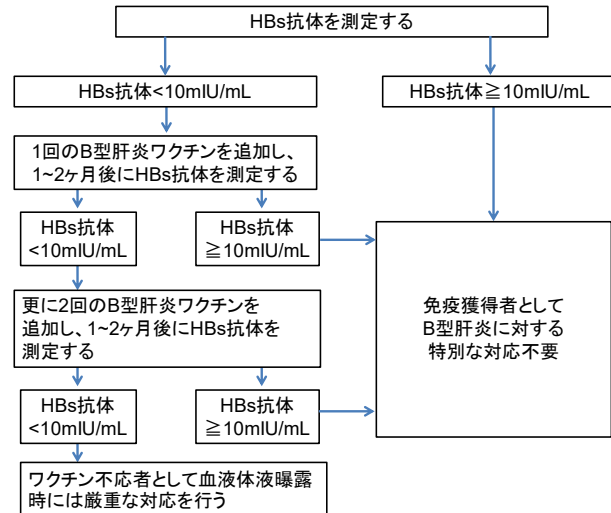 HBs抗体を測定する
HBs抗体<10mIU/mL
HBs抗体≧10mIU/mL
1回のB型肝炎ワクチンを追加し、
1~2ヶ月後にHBs抗体を測定する
HBs抗体
<10mIU/mL
HBs抗体
≧10mIU/mL
免疫獲得者として
B型肝炎に対する
特別な対応不要
更に2回のB型肝炎ワクチンを
追加し、1~2ヶ月後にHBs抗体を
測定する
HBs抗体
<10mIU/mL
HBs抗体
≧10mIU/mL
ワクチン不応者として血液体液曝露
時には厳重な対応を行う